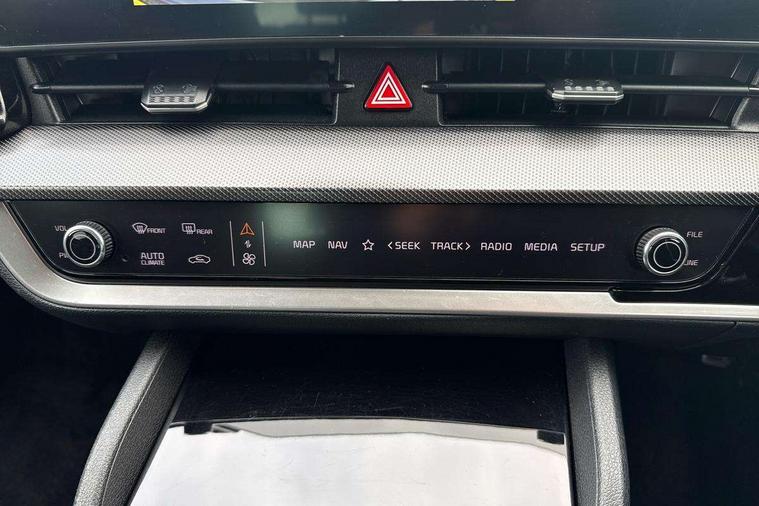 VOL
FRONT
REAR
AUTO
CLIMATE
MAP NAV < SEEK TRACK > RADIO MEDIA SETUP
FILE